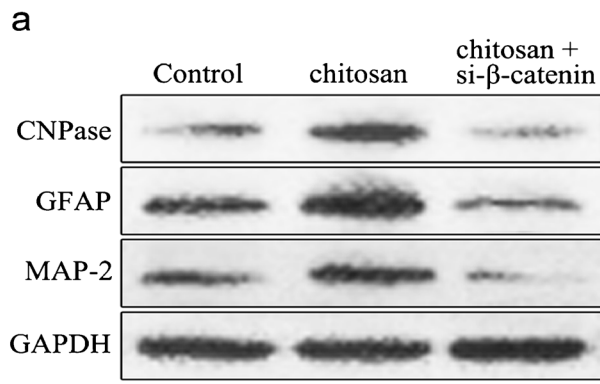 a
Control
chitosan
chitosan +
si-β-catenin
CNPase
GFAP
MAP-2
GAPDH